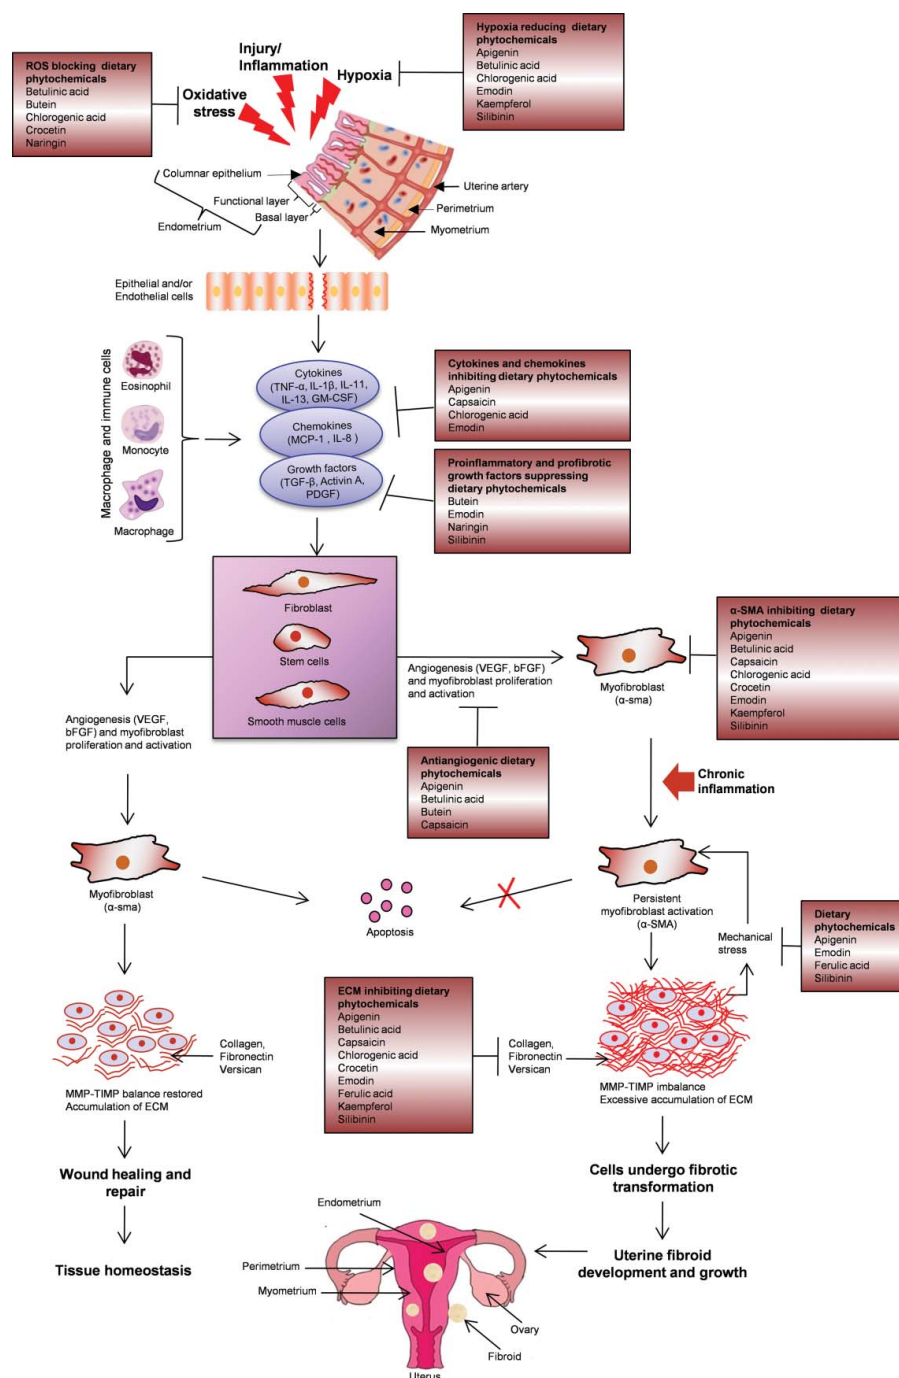 Injury/
Inflammation
Hypoxia
Oxidative
stress
ROS blocking dietary
phytochemicals
Betulinic acid
Butein
Chlorogenic acid
Crocetin
Naringin
Hypoxia reducing dietary
phytochemicals
Apigenin
Betulinic acid
Chlorogenic acid
Emodin
Kaempferol
Silibinin
Columnar epithelium
Functional layer
Basal layer
Endometrium
Uterine artery
Perimetrium
Myometrium
Epithelial and/or
Endothelial cells
Macrophage and immune cells
Eosinophil
Monocyte
Macrophage
Cytokines
(TNF-α, IL-1β, IL-11,
IL-13, GM-CSF)
Chemokines
(MCP-1 , IL-8 )
Growth factors
(TGF-β, Activin A,
PDGF)
Cytokines and chemokines
inhibiting dietary phytochemicals
Apigenin
Capsaicin
Chlorogenic acid
Emodin
Proinflammatory and profibrotic
growth factors suppressing
dietary phytochemicals
Butein
Emodin
Naringin
Silibinin
Fibroblast
Stem cells
Smooth muscle cells
Angiogenesis (VEGF,
bFGF) and myofibroblast
proliferation and activation
Angiogenesis (VEGF, bFGF)
and myofibroblast proliferation
and activation
Myofibroblast
(α-sma)
α-SMA inhibiting dietary
phytochemicals
Apigenin
Betulinic acid
Capsaicin
Chlorogenic acid
Crocetin
Emodin
Kaempferol
Silibinin
Antiangiogenic dietary
phytochemicals
Apigenin
Betulinic acid
Butein
Capsaicin
Chronic
inflammation
Myofibroblast
(α-sma)
Apoptosis
Persistent
myofibroblast activation
(α-SMA)
Mechanical
stress
Dietary
phytochemicals
Apigenin
Emodin
Ferulic acid
Silibinin
Collagen,
Fibronectin
Versican
MMP-TIMP balance restored
Accumulation of ECM
ECM inhibiting dietary
phytochemicals
Apigenin
Betulinic acid
Capsaicin
Chlorogenic acid
Crocetin
Emodin
Ferulic acid
Kaempferol
Silibinin
Collagen,
Fibronectin
Versican
MMP-TIMP imbalance
Excessive accumulation of ECM
Wound healing and
repair
Tissue homeostasis
Cells undergo fibrotic
transformation
Uterine fibroid
development and growth
Endometrium
Perimetrium
Myometrium
Ovary
Fibroid
Uterus